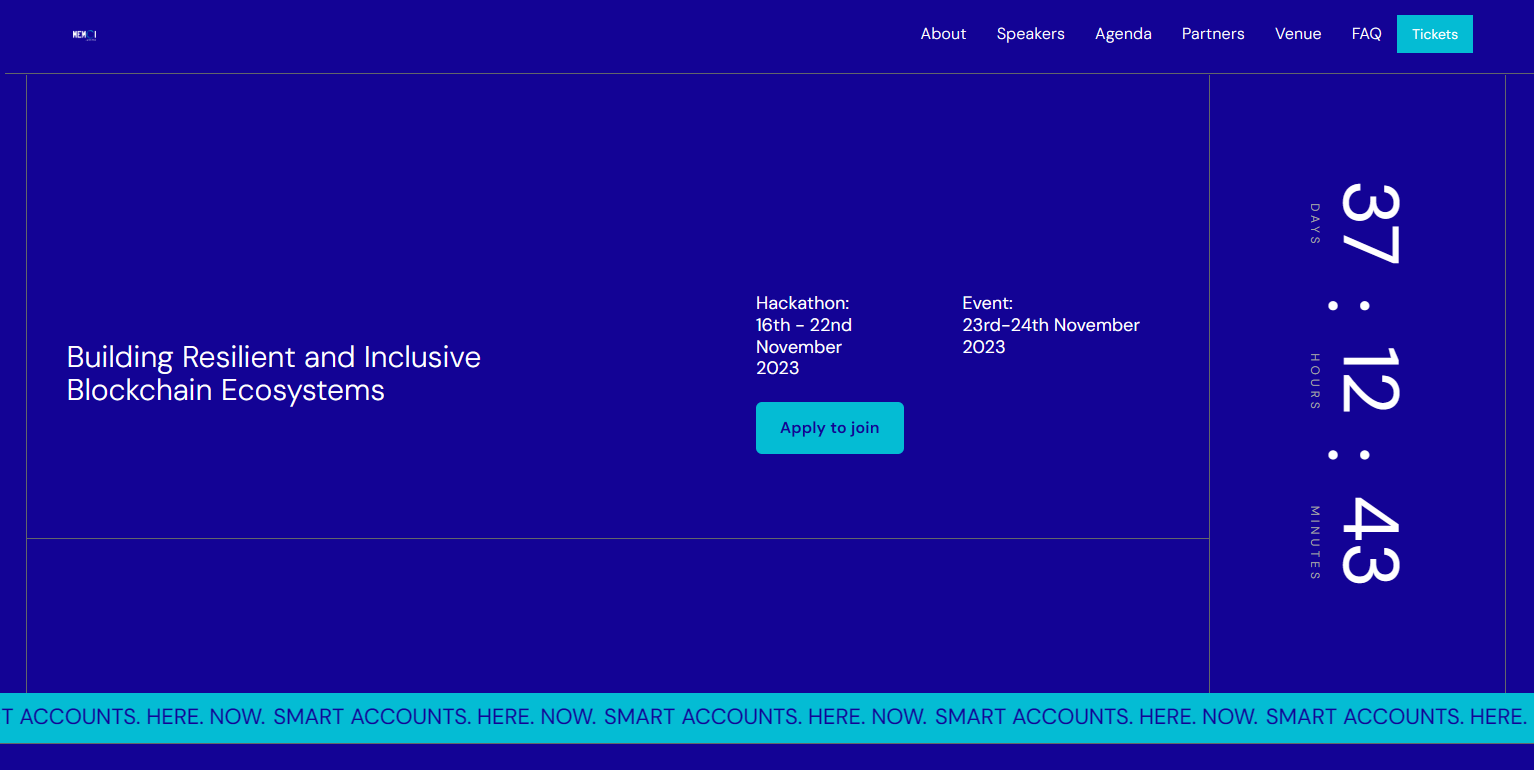 About Speakers Agenda Partners Venue FAQ Tickets
Building Resilient and Inclusive
Blockchain Ecosystems
Hackathon:
16th - 22nd
November
2023
Apply to join
Event:
23rd-24th November
2023
37 : 12 : 43
DAYS HOURS MINUTES
T ACCOUNTS. HERE. NOW. SMART ACCOUNTS. HERE. NOW. SMART ACCOUNTS. HERE. NOW. SMART ACCOUNTS. HERE. NOW. SMART ACCOUNTS. HERE.